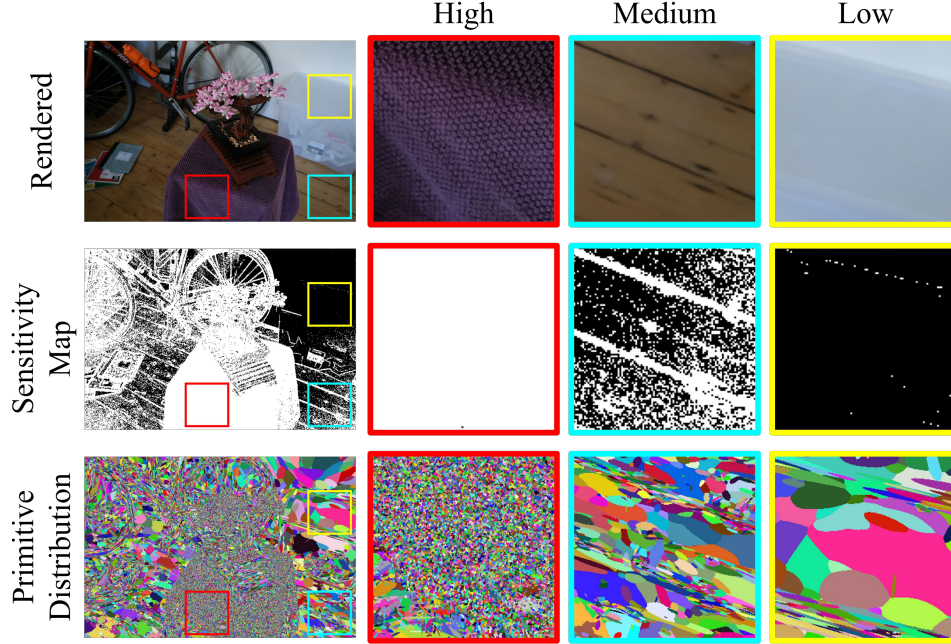 High
Medium
Low
Rendered
Sensitivity
Map
Primitive
Distribution